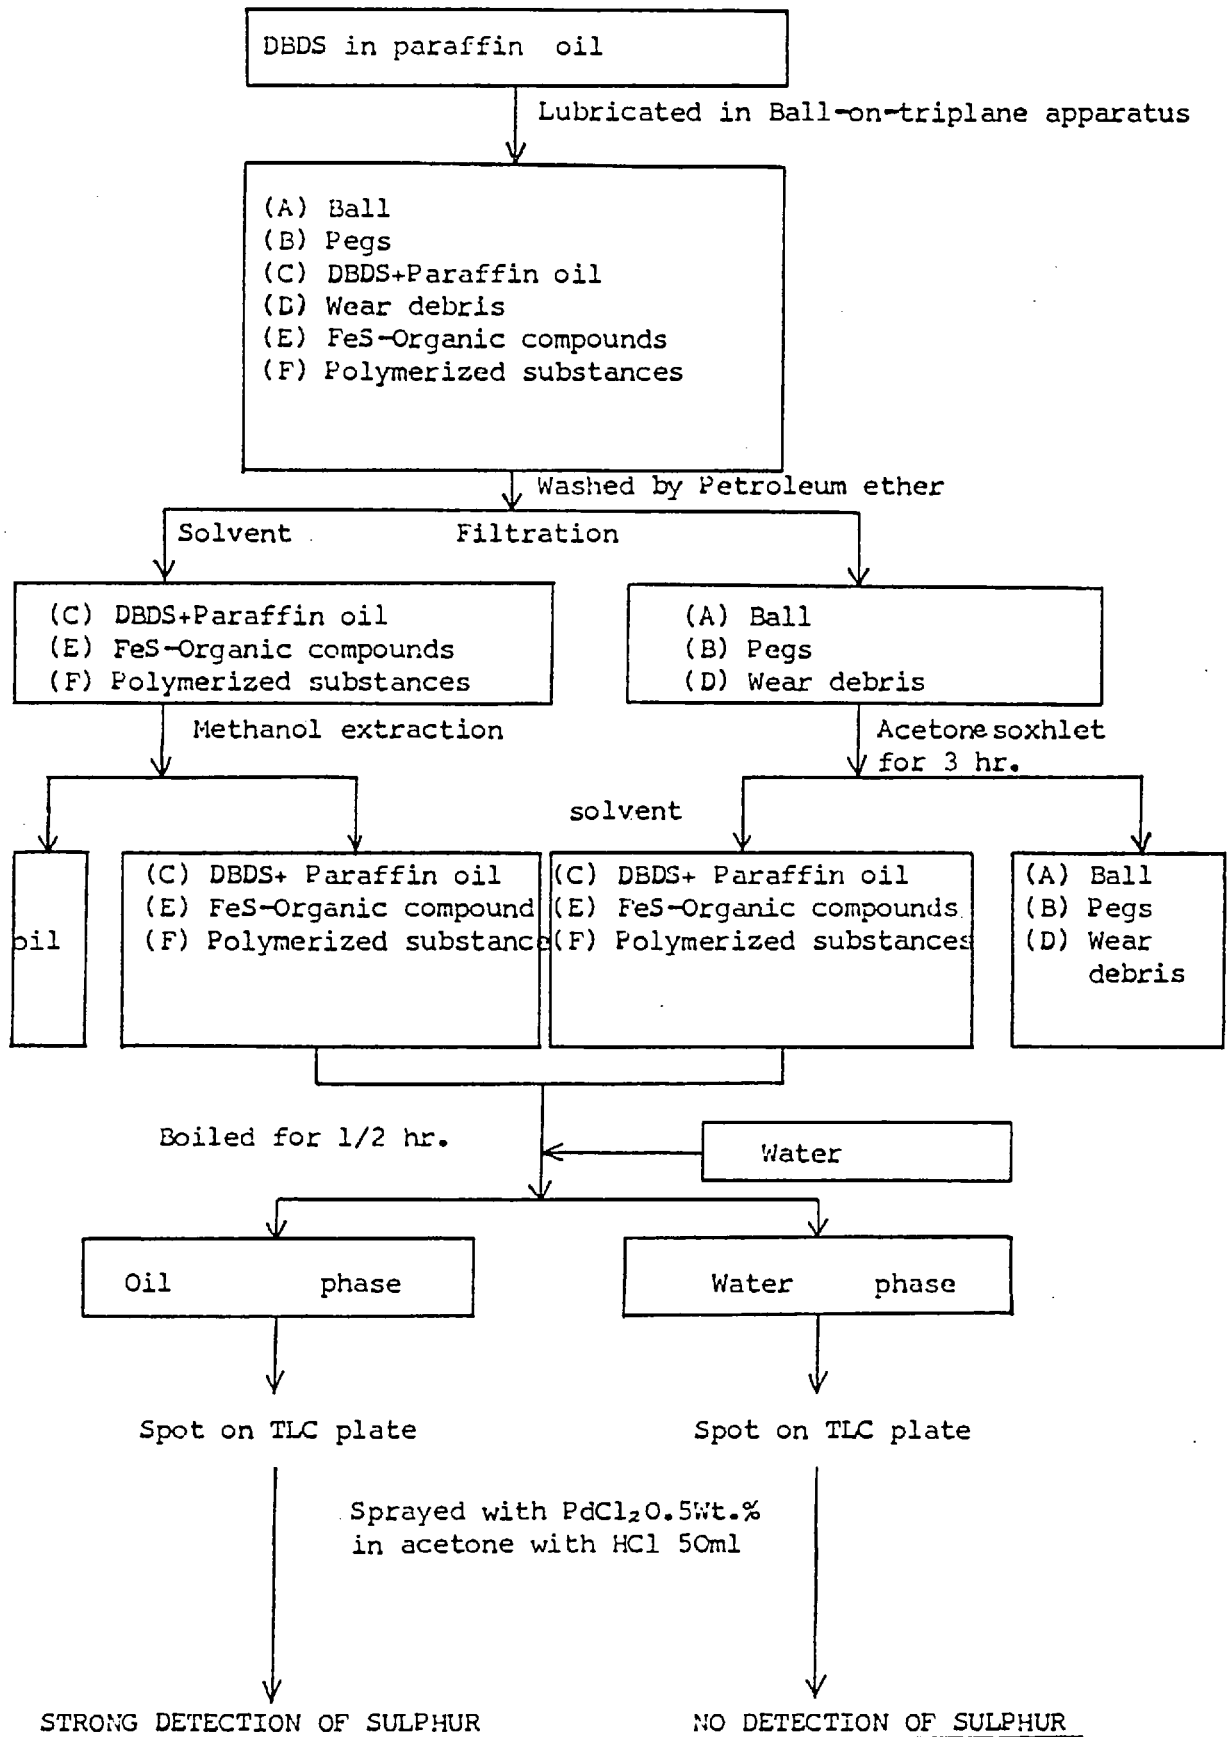 DBDS in paraffin oil
Lubricated in Ball-on-triplane apparatus
(A) Ball
(B) Pegs
(C) DBDS+Paraffin oil
(D) Wear debris
(E) FeS-Organic compounds
(F) Polymerized substances
Washed by Petroleum ether
Solvent Filtration
(C) DBDS+Paraffin oil
(E) FeS-Organic compounds
(F) Polymerized substances
(A) Ball
(B) Pegs
(D) Wear debris
Methanol extraction
Acetone soxhlet
for 3 hr.
solvent
oil
(C) DBDS+ Paraffin oil
(E) FeS-Organic compound
(F) Polymerized substance
(C) DBDS+ Paraffin oil
(E) FeS-Organic compounds
(F) Polymerized substances
(A) Ball
(B) Pegs
(D) Wear
debris
Boiled for 1/2 hr.
Water
Oil phase
Water phase
Spot on TLC plate
Spot on TLC plate
Sprayed with PdCl₂0.5Wt.%
in acetone with HCl 50ml
STRONG DETECTION OF SULPHUR
NO DETECTION OF SULPHUR